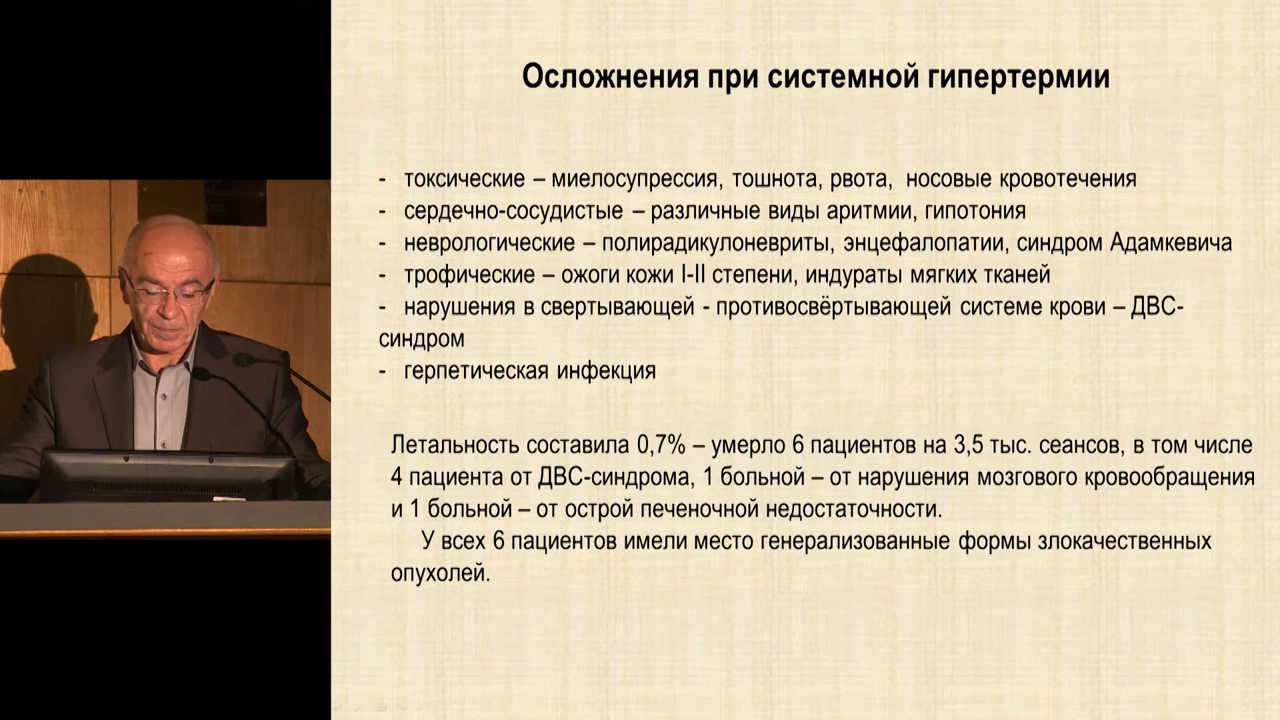 Осложнения при системной гипертермии
- токсические – миелосупрессия, тошнота, рвота, носовые кровотечения
- сердечно-сосудистые – различные виды аритмии, гипотония
- неврологические – полирадикулоневриты, энцефалопатии, синдром Адамкевича
- трофические – ожоги кожи I-II степени, индураты мягких тканей
- нарушения в свертывающей - противосвёртывающей системе крови – ДВС-
синдром
- герпетическая инфекция
Летальность составила 0,7% – умерло 6 пациентов на 3,5 тыс. сеансов, в том числе
4 пациента от ДВС-синдрома, 1 больной – от нарушения мозгового кровообращения
и 1 больной – от острой печеночной недостаточности.
У всех 6 пациентов имели место генерализованные формы злокачественных
опухолей.